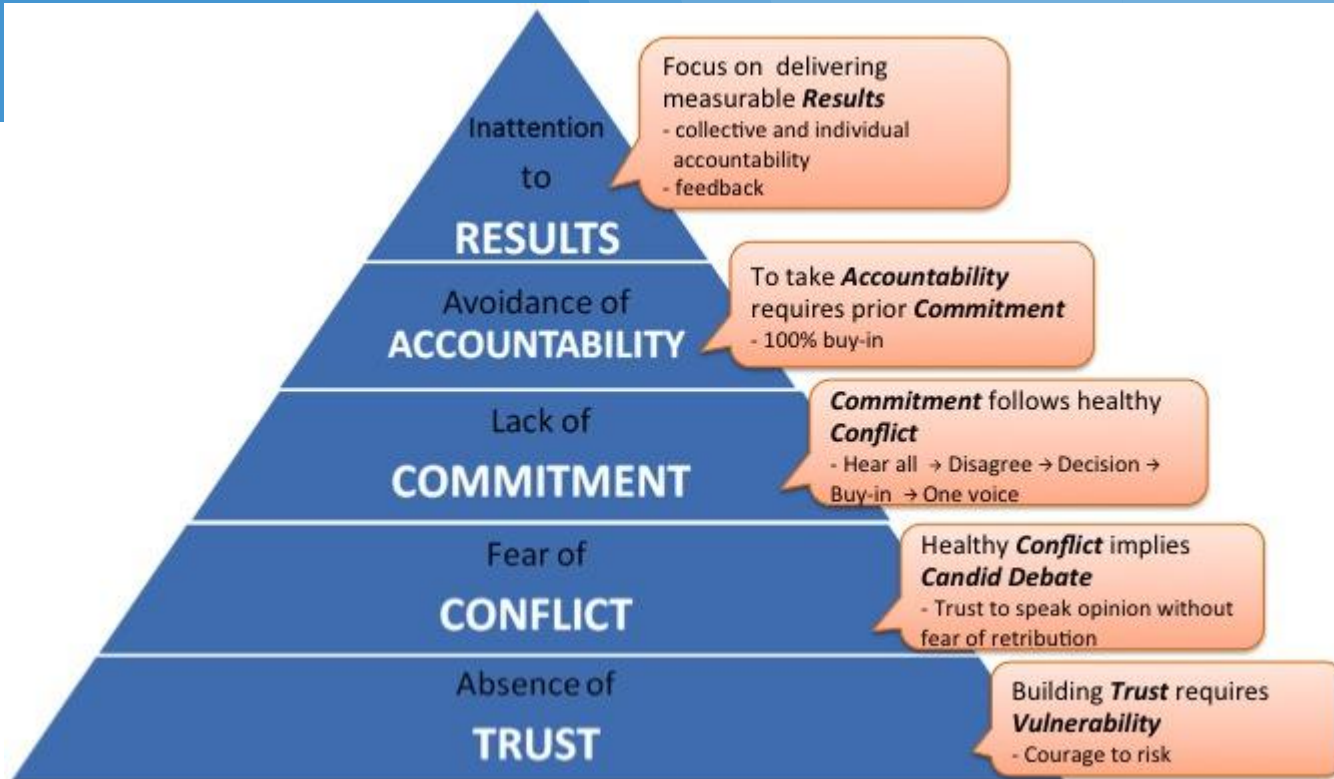 Inattention
to
RESULTS
Focus on delivering
measurable Results
- collective and individual
accountability
- feedback
Avoidance of
ACCOUNTABILITY
To take Accountability
requires prior Commitment
- 100% buy-in
Lack of
COMMITMENT
Commitment follows healthy
Conflict
- Hear all → Disagree → Decision →
Buy-in → One voice
Fear of
CONFLICT
Healthy Conflict implies
Candid Debate
- Trust to speak opinion without
fear of retribution
Absence of
TRUST
Building Trust requires
Vulnerability
- Courage to risk